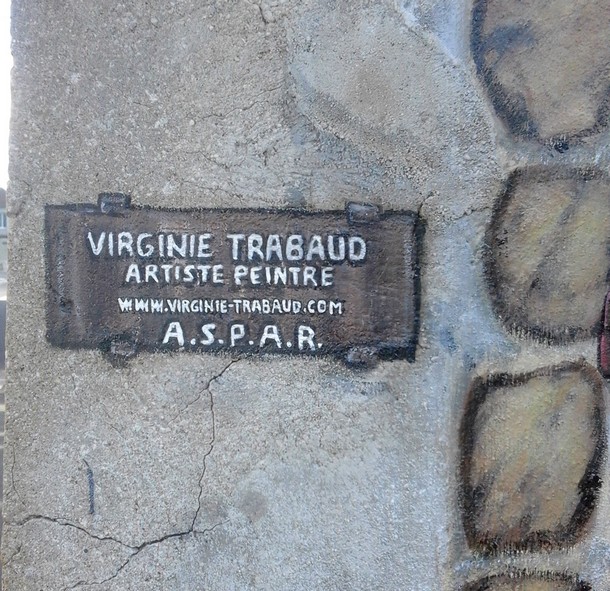 VIRGINIE TRABAUD
ARTISTE PEINTRE
WWW.VIRGINIE-TRABAUD.COM
A.S.P.A.R.